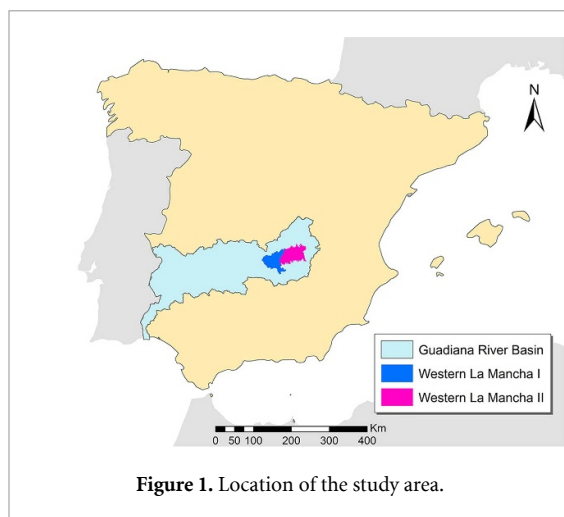 N
Guadiana River Basin
Western La Mancha I
Western La Mancha II
Km
0 50 100 200 300 400
Figure 1. Location of the study area.